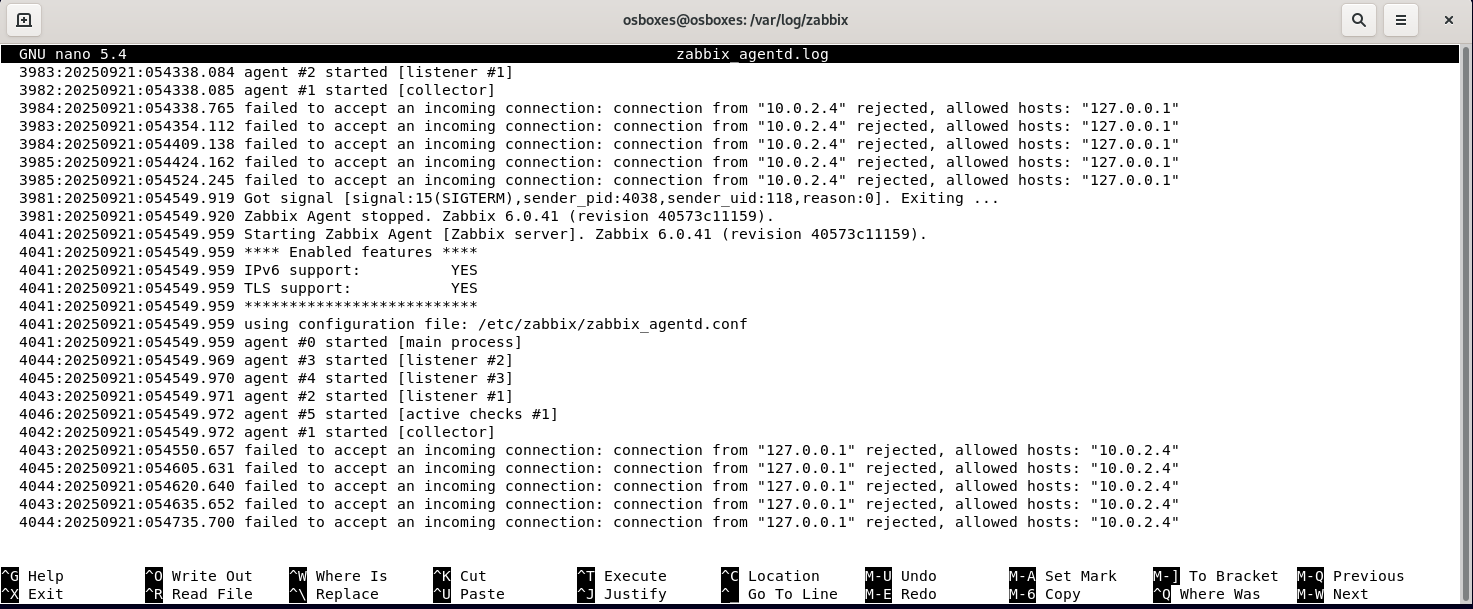 osboxes@osboxes: /var/log/zabbix
GNU nano 5.4 zabbix_agentd.log
3983:20250921:054338.084 agent #2 started [listener #1]
3982:20250921:054338.085 agent #1 started [collector]
3984:20250921:054338.765 failed to accept an incoming connection: connection from "10.0.2.4" rejected, allowed hosts: "127.0.0.1"
3983:20250921:054354.112 failed to accept an incoming connection: connection from "10.0.2.4" rejected, allowed hosts: "127.0.0.1"
3984:20250921:054409.138 failed to accept an incoming connection: connection from "10.0.2.4" rejected, allowed hosts: "127.0.0.1"
3985:20250921:054424.162 failed to accept an incoming connection: connection from "10.0.2.4" rejected, allowed hosts: "127.0.0.1"
3985:20250921:054524.245 failed to accept an incoming connection: connection from "10.0.2.4" rejected, allowed hosts: "127.0.0.1"
3981:20250921:054549.919 Got signal [signal:15(SIGTERM),sender_pid:4038,sender_uid:118,reason:0]. Exiting ...
3981:20250921:054549.920 Zabbix Agent stopped. Zabbix 6.0.41 (revision 40573c11159).
4041:20250921:054549.959 Starting Zabbix Agent [Zabbix server]. Zabbix 6.0.41 (revision 40573c11159).
4041:20250921:054549.959 **** Enabled features ****
4041:20250921:054549.959 IPv6 support:          YES
4041:20250921:054549.959 TLS support:           YES
4041:20250921:054549.959 **************************
4041:20250921:054549.959 using configuration file: /etc/zabbix/zabbix_agentd.conf
4041:20250921:054549.959 agent #0 started [main process]
4044:20250921:054549.969 agent #3 started [listener #2]
4045:20250921:054549.970 agent #4 started [listener #3]
4043:20250921:054549.971 agent #2 started [listener #1]
4046:20250921:054549.972 agent #5 started [active checks #1]
4042:20250921:054549.972 agent #1 started [collector]
4043:20250921:054550.657 failed to accept an incoming connection: connection from "127.0.0.1" rejected, allowed hosts: "10.0.2.4"
4045:20250921:054605.631 failed to accept an incoming connection: connection from "127.0.0.1" rejected, allowed hosts: "10.0.2.4"
4044:20250921:054620.640 failed to accept an incoming connection: connection from "127.0.0.1" rejected, allowed hosts: "10.0.2.4"
4043:20250921:054635.652 failed to accept an incoming connection: connection from "127.0.0.1" rejected, allowed hosts: "10.0.2.4"
4044:20250921:054735.700 failed to accept an incoming connection: connection from "127.0.0.1" rejected, allowed hosts: "10.0.2.4"
^G Help ^O Write Out ^W Where Is ^K Cut ^T Execute ^C Location M-U Undo M-A Set Mark M-] To Bracket M-Q Previous
^X Exit ^R Read File ^\ Replace ^U Paste ^J Justify ^_ Go To Line M-E Redo M-6 Copy ^Q Where Was M-W Next